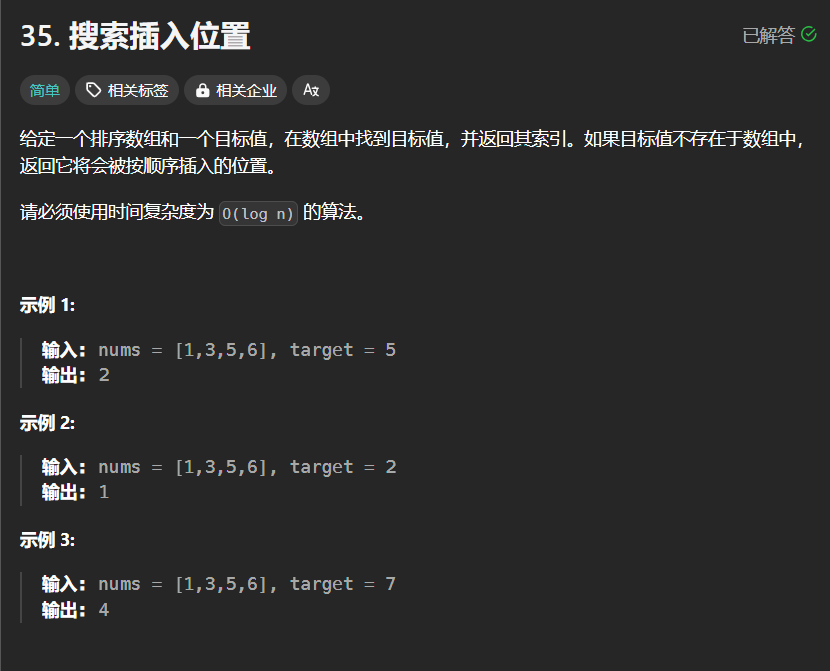 35. 搜索插入位置
已解答
简单 相关标签 相关企业 Aあ
给定一个排序数组和一个目标值，在数组中找到目标值，并返回其索引。如果目标值不存在于数组中，
返回它将会被按顺序插入的位置。
请必须使用时间复杂度为 O(log n) 的算法。
示例 1:
输入: nums = [1,3,5,6], target = 5
输出: 2
示例 2:
输入: nums = [1,3,5,6], target = 2
输出: 1
示例 3:
输入: nums = [1,3,5,6], target = 7
输出: 4